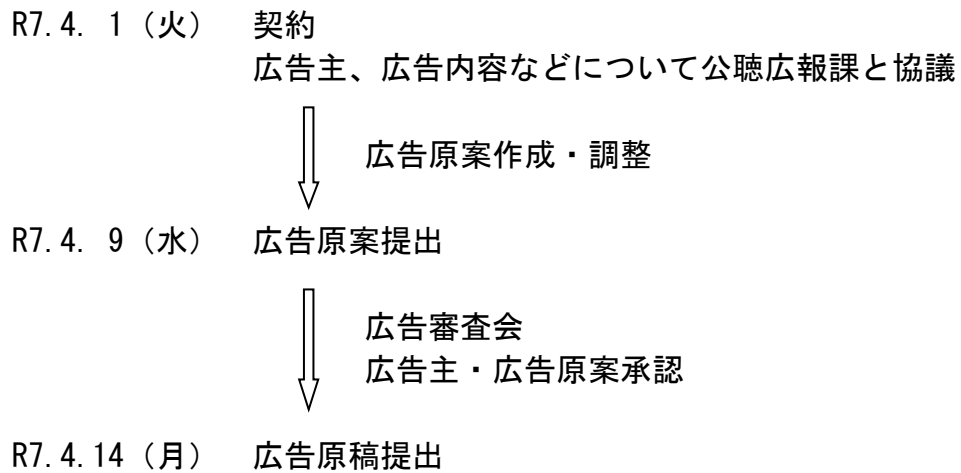 R7.4. 1（火） 契約
広告主、広告内容などについて公聴広報課と協議
広告原案作成・調整
R7.4. 9（水） 広告原案提出
広告審査会
広告主・広告原案承認
R7.4.14（月） 広告原稿提出